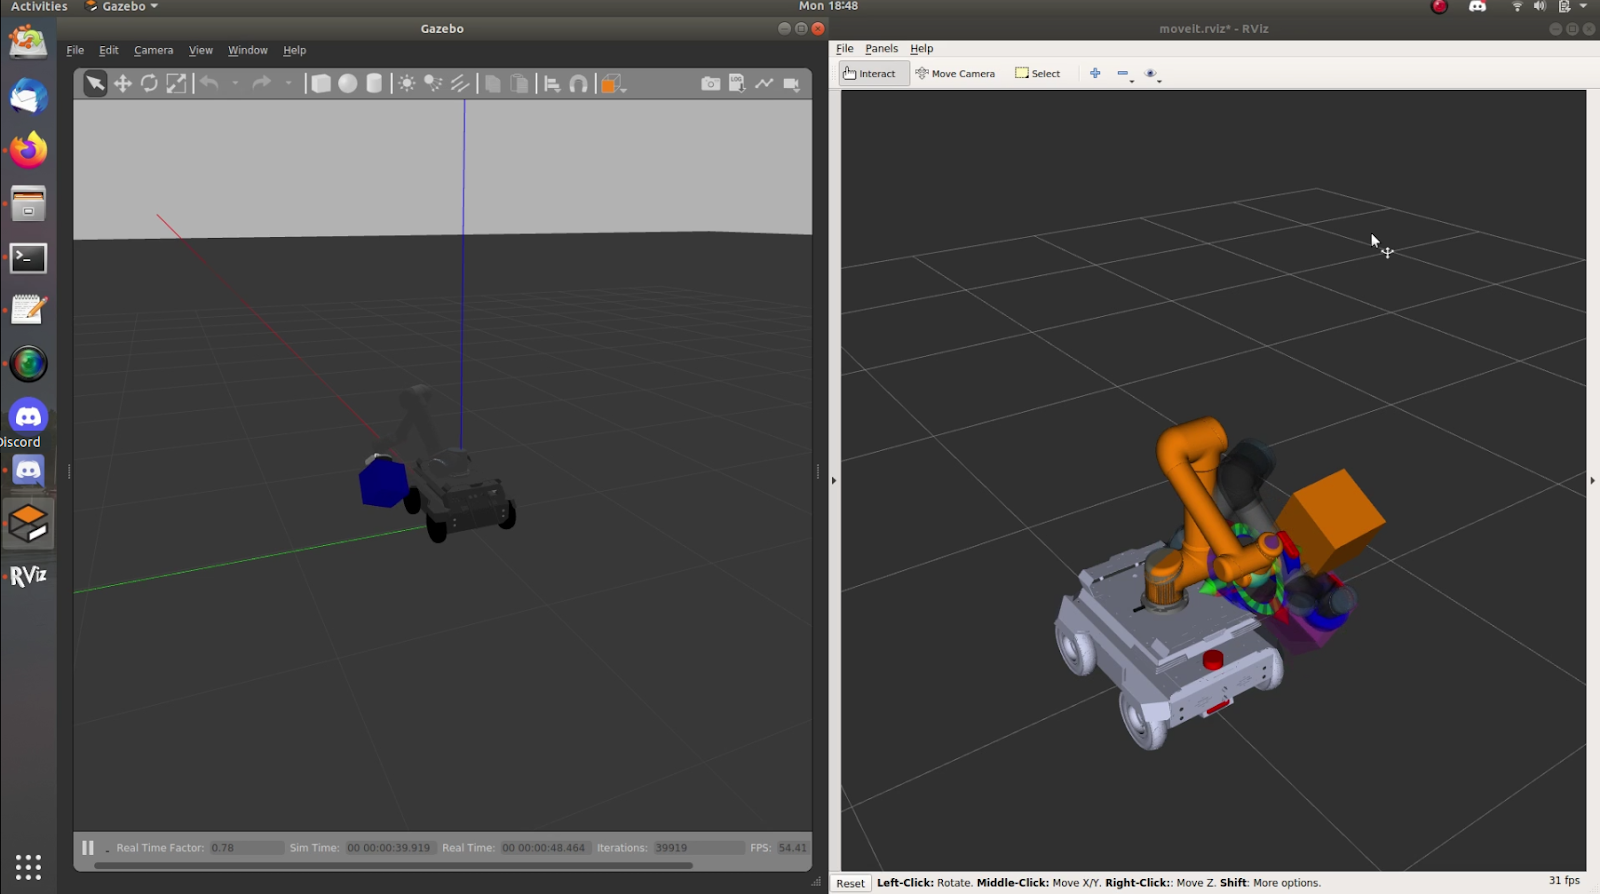 Activities Gazebo Mon 18:48
Gazebo
File Edit Camera View Window Help
LOG
Real Time Factor: 0.78 Sim Time: 00 00:00:39.919 Real Time: 00 00:00:48.464 Iterations: 39919 FPS: 54.41
Discord
RViz
moveit.rviz* - RViz
File Panels Help
Interact Move Camera Select
Reset Left-Click: Rotate. Middle-Click: Move X/Y. Right-Click:: Move Z. Shift: More options. 31 fps